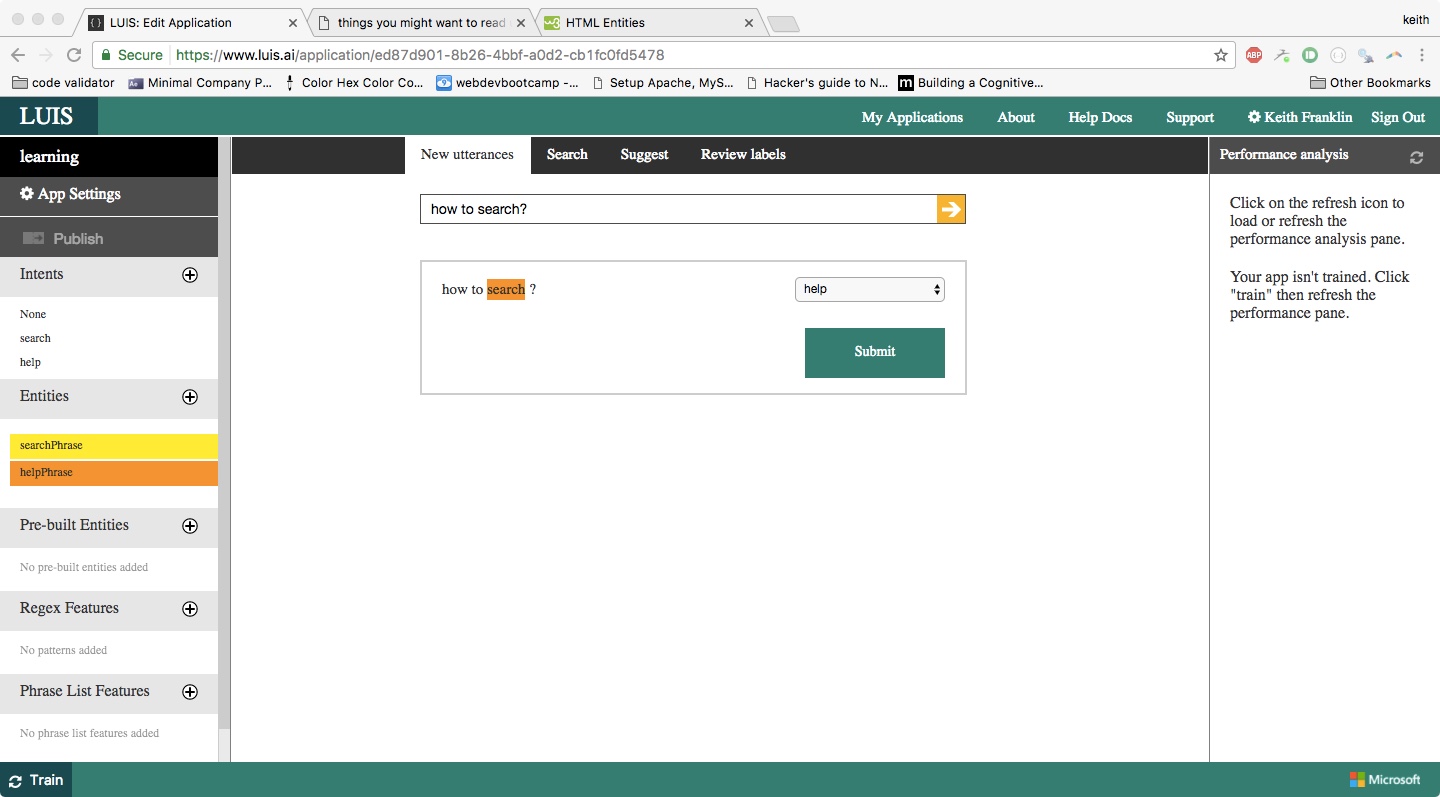 LUIS: Edit Application
things you might want to read
HTML Entities
keith
Secure https://www.luis.ai/application/ed87d901-8b26-4bbf-a0d2-cb1fc0fd5478
ABP
code validator
Minimal Company P...
Color Hex Color Co...
webdevbootcamp -...
Setup Apache, MyS...
Hacker's guide to N...
Building a Cognitive...
Other Bookmarks
LUIS
My Applications
About
Help Docs
Support
Keith Franklin
Sign Out
learning
App Settings
Publish
Intents
None
search
help
Entities
searchPhrase
helpPhrase
Pre-built Entities
No pre-built entities added
Regex Features
No patterns added
Phrase List Features
No phrase list features added
Train
New utterances
Search
Suggest
Review labels
how to search?
how to search ?
help
Submit
Performance analysis
Click on the refresh icon to
load or refresh the
performance analysis pane.
Your app isn't trained. Click
"train" then refresh the
performance pane.
Microsoft